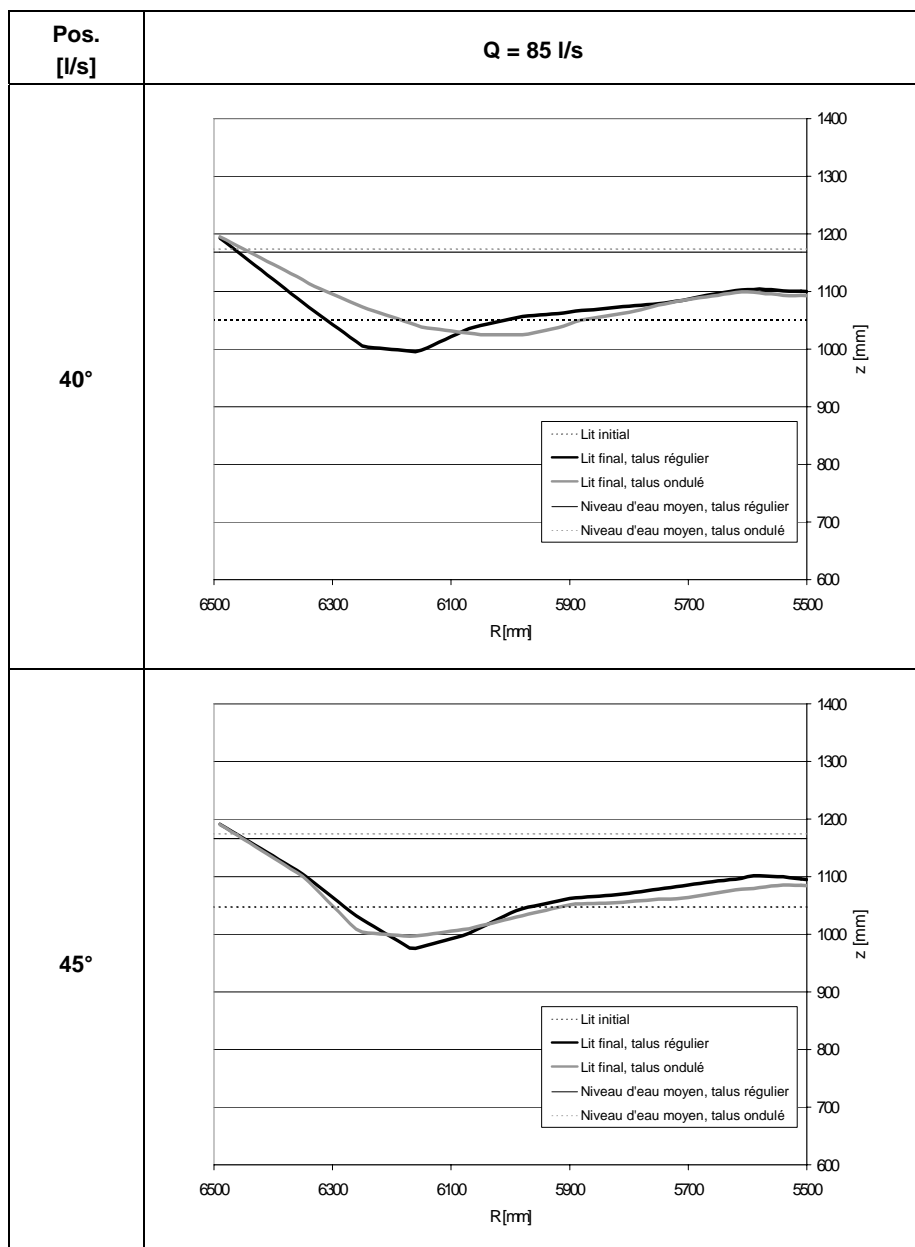 Pos.
[l/s]
Q = 85 l/s
40°
1400
1300
1200
1100
1000
900
800
700
600
z [mm]
Lit initial
Lit final, talus régulier
Lit final, talus ondulé
Niveau d'eau moyen, talus régulier
Niveau d'eau moyen, talus ondulé
6500 6300 6100 5900 5700 5500
R [mm]
45°
1400
1300
1200
1100
1000
900
800
700
600
z [mm]
Lit initial
Lit final, talus régulier
Lit final, talus ondulé
Niveau d'eau moyen, talus régulier
Niveau d'eau moyen, talus ondulé
6500 6300 6100 5900 5700 5500
R [mm]